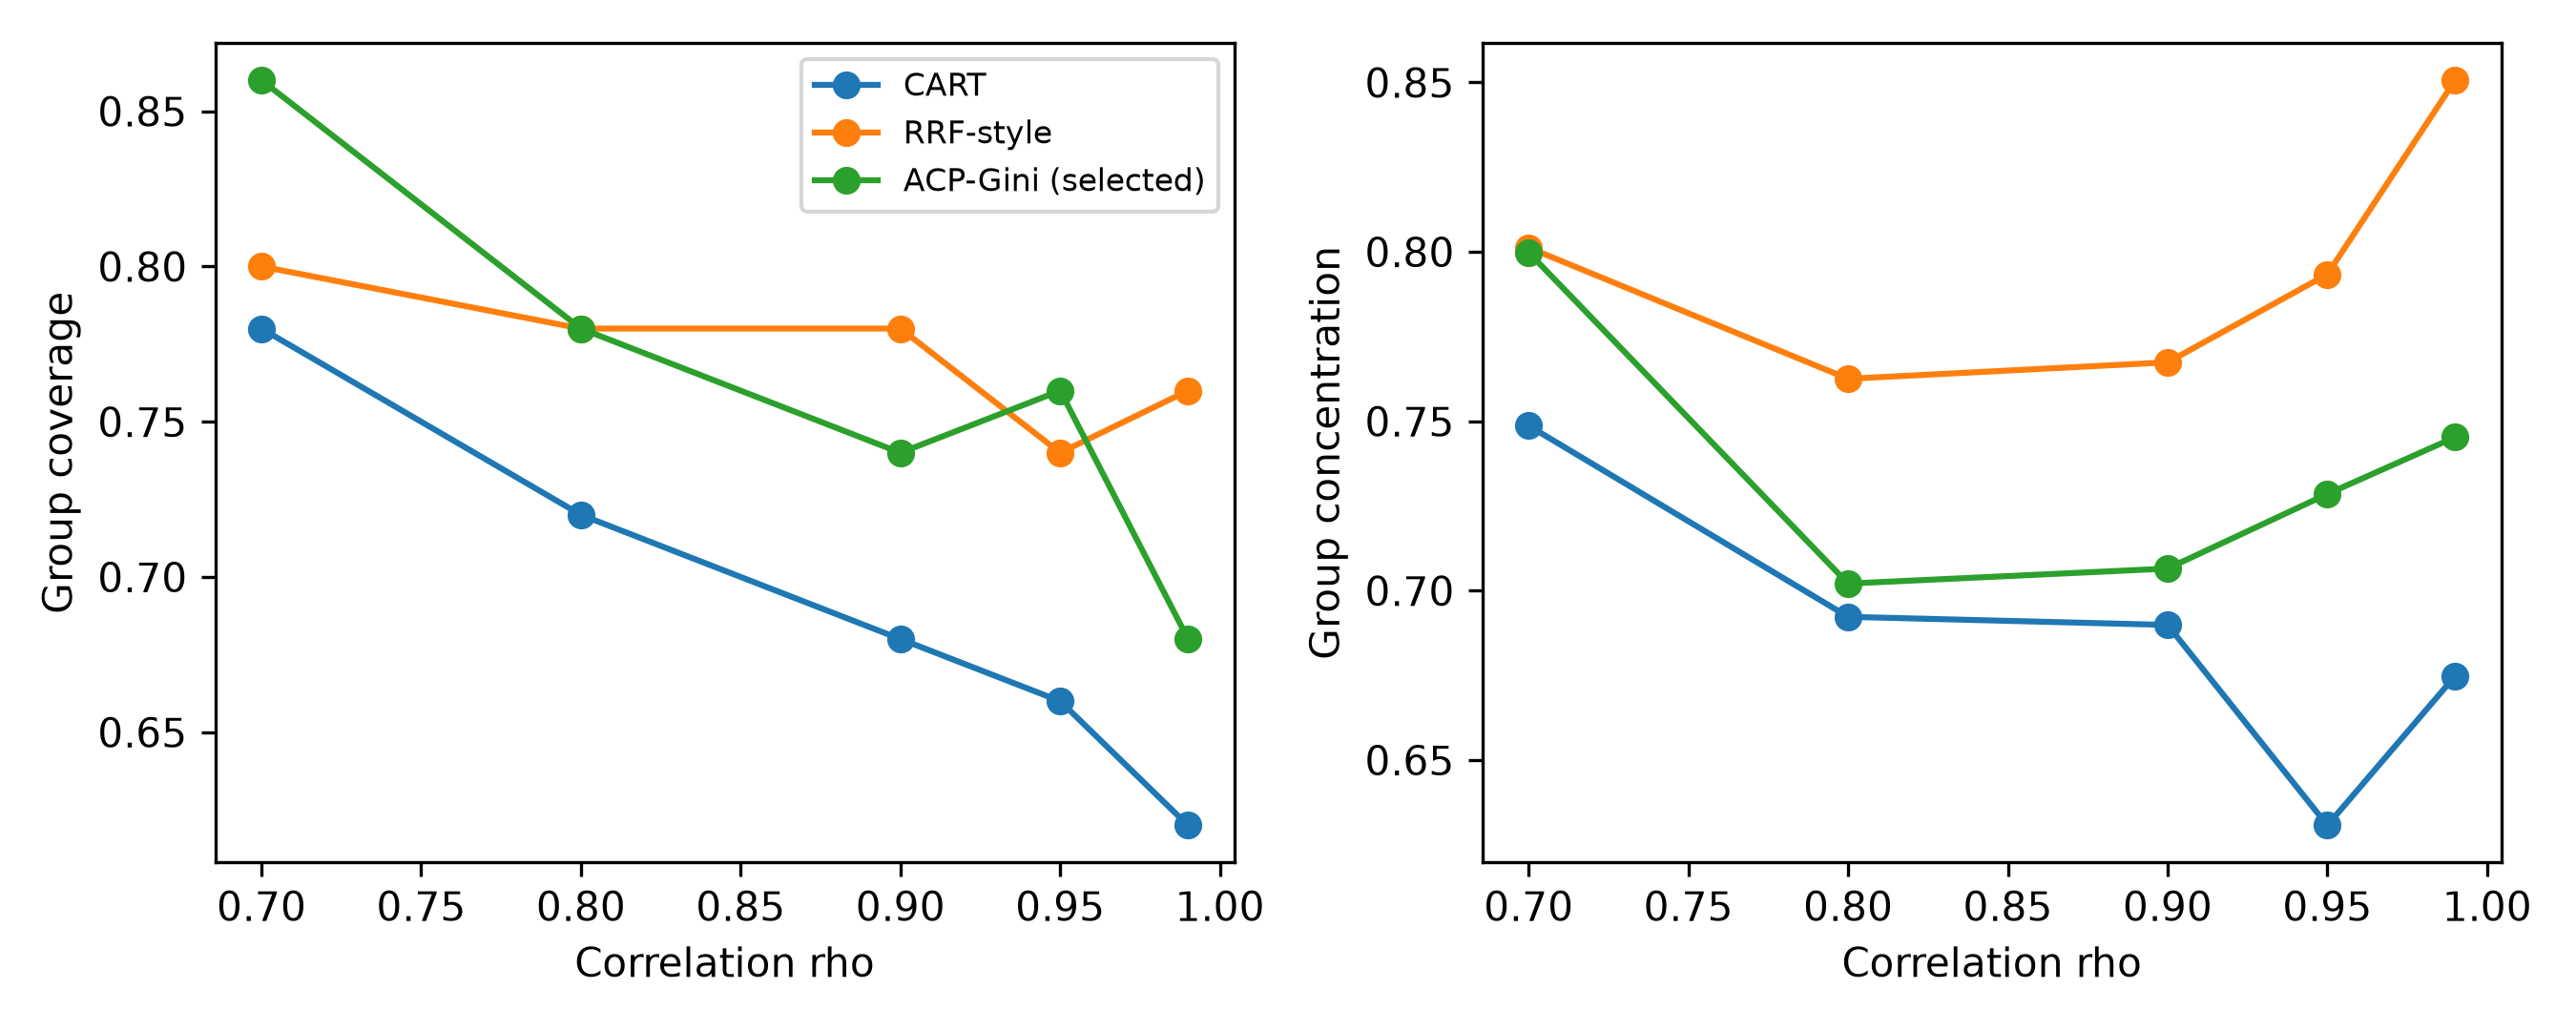 CART
RRF-style
ACP-Gini (selected)
Group coverage
0.85
0.80
0.75
0.70
0.65
0.70 0.75 0.80 0.85 0.90 0.95 1.00
Correlation rho
Group concentration
0.85
0.80
0.75
0.70
0.65
0.70 0.75 0.80 0.85 0.90 0.95 1.00
Correlation rho